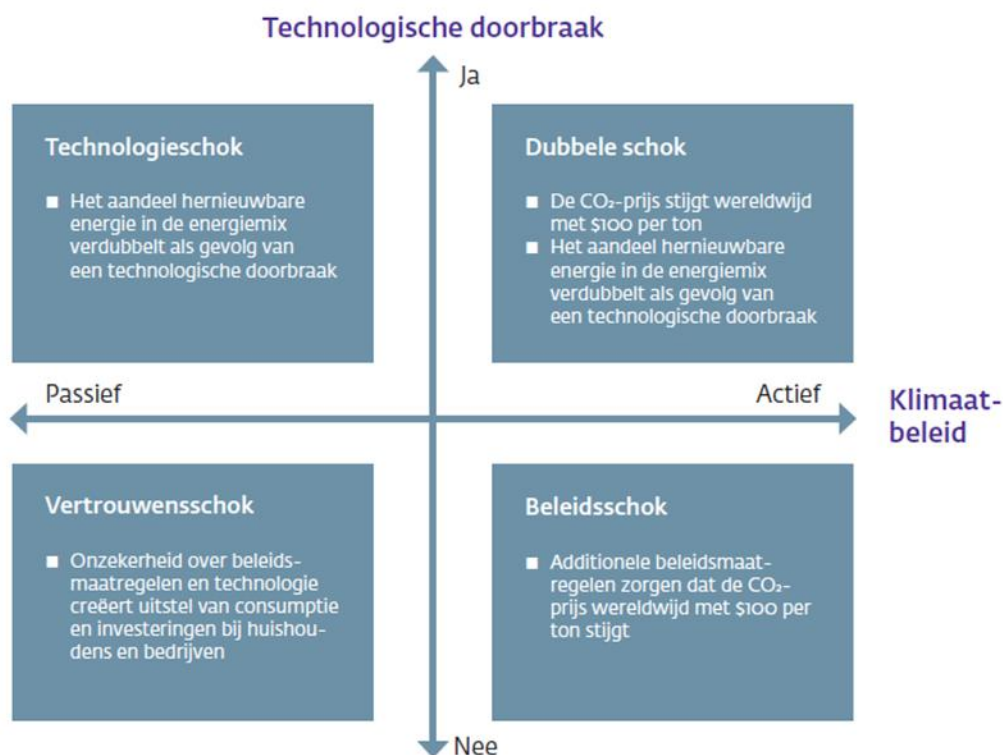 Technologische doorbraak
Ja
Technologieschok
■ Het aandeel hernieuwbare
energie in de energiemix
verdubbelt als gevolg van
een technologische doorbraak
Dubbele schok
■ De CO₂-prijs stijgt wereldwijd
met $100 per ton
■ Het aandeel hernieuwbare
energie in de energiemix
verdubbelt als gevolg van
een technologische doorbraak
Passief
Actief
Klimaat-
beleid
Vertrouwensschok
■ Onzekerheid over beleids-
maatregelen en technologie
creëert uitstel van consumptie
en investeringen bij huishou-
dens en bedrijven
Beleidsschok
■ Additionele beleidsmaat-
regelen zorgen dat de CO₂-
prijs wereldwijd met $100 per
ton stijgt
Nee